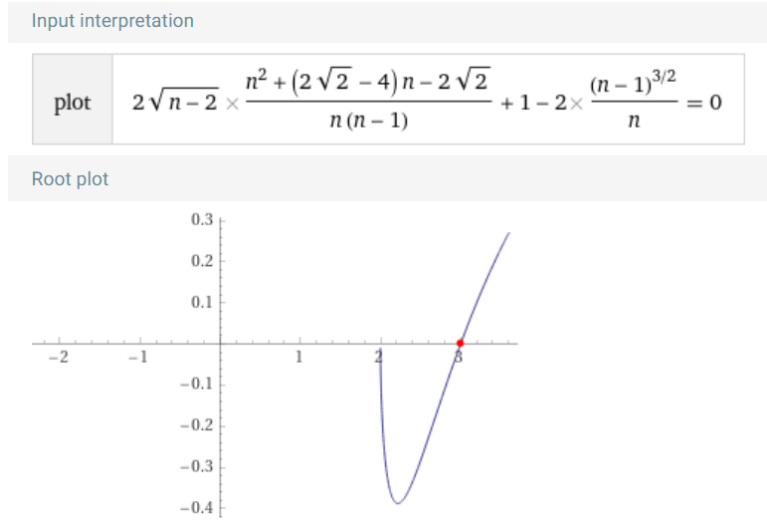 Input interpretation
plot 2√(n − 2) × (n² + (2√2 − 4) n − 2√2)/(n (n − 1)) + 1 − 2 × (n − 1)^(3/2)/n = 0
Root plot
0.3
0.2
0.1
−2 −1 1 2 3
−0.1
−0.2
−0.3
−0.4